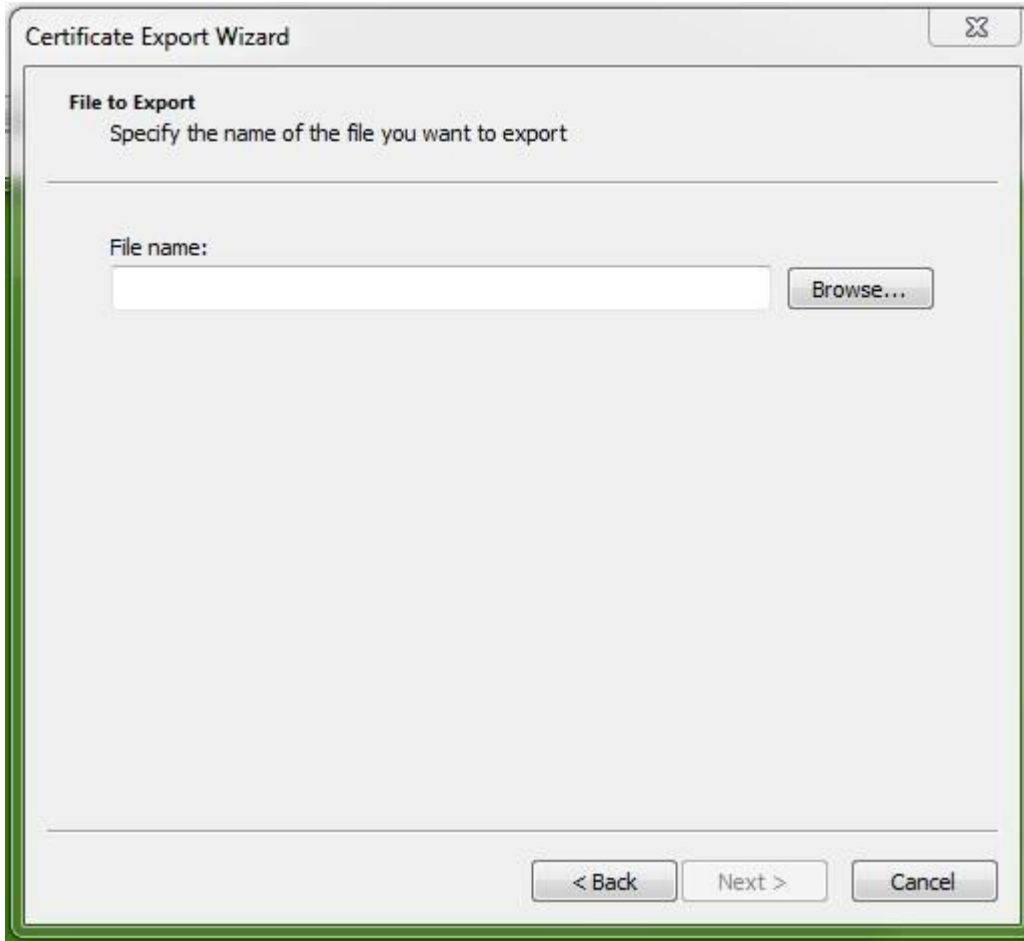 Certificate Export Wizard
File to Export
Specify the name of the file you want to export
File name:
Browse...
< Back
Next >
Cancel